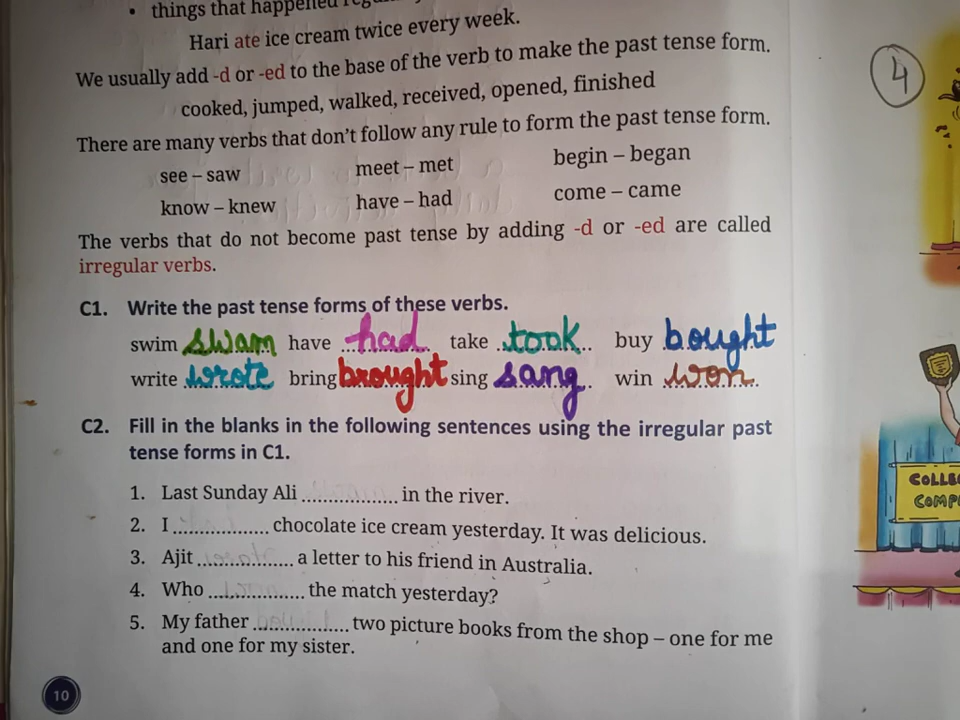 • things that happened
Hari ate ice cream twice every week.
We usually add -d or -ed to the base of the verb to make the past tense form.
cooked, jumped, walked, received, opened, finished
There are many verbs that don't follow any rule to form the past tense form.
see – saw meet – met begin – began
know – knew have – had come – came
The verbs that do not become past tense by adding -d or -ed are called
irregular verbs.
C1. Write the past tense forms of these verbs.
swim swam have had take took buy bought
write wrote bring brought sing sang win won
C2. Fill in the blanks in the following sentences using the irregular past
tense forms in C1.
1. Last Sunday Ali ................ in the river.
2. I ................ chocolate ice cream yesterday. It was delicious.
3. Ajit ................ a letter to his friend in Australia.
4. Who ................ the match yesterday?
5. My father ................ two picture books from the shop – one for me
and one for my sister.
10
4